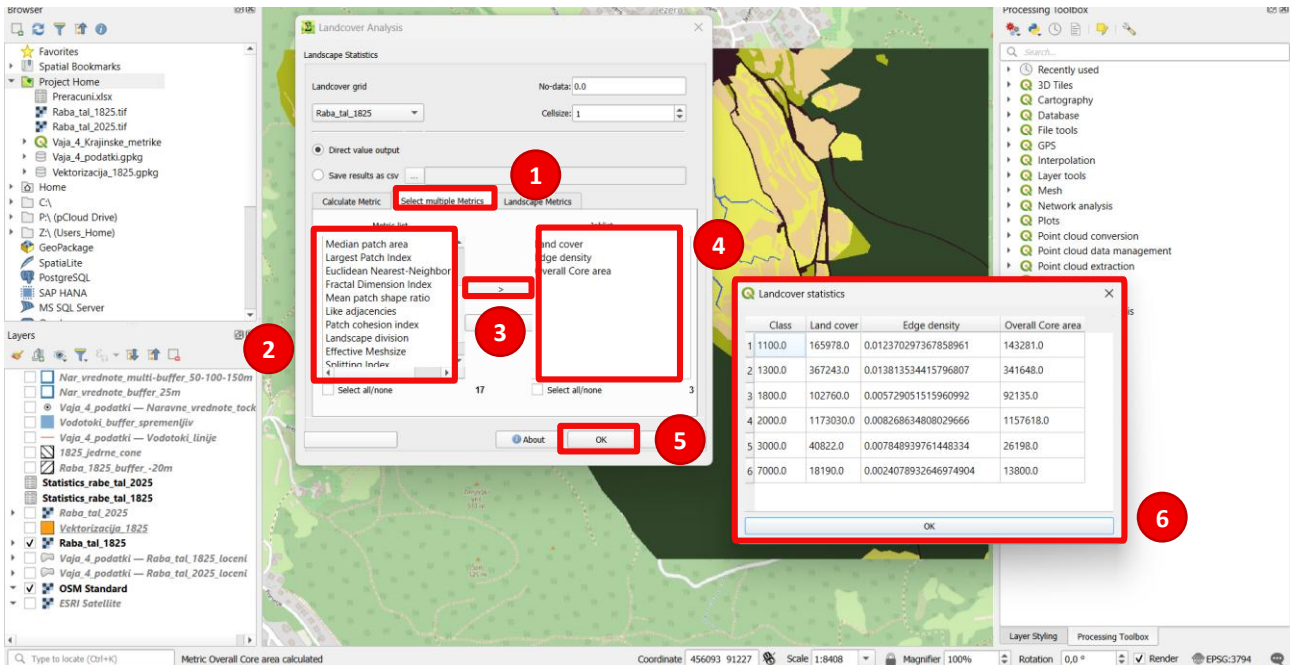 Browser
Favorites
Spatial Bookmarks
Project Home
Preracuni.xlsx
Raba_tal_1825.tif
Raba_tal_2025.tif
Vaja_4_Krajinske_metrike
Vaja_4_podatki.gpkg
Vektorizacija_1825.gpkg
Home
C:\
P:\ (pCloud Drive)
Z:\ (Users_Home)
GeoPackage
SpatiaLite
PostgreSQL
SAP HANA
MS SQL Server
Layers
Nar_vrednote_multi-buffer_50-100-150m
Nar_vrednote_buffer_25m
Vaja_4_podatki — Naravne_vrednote_tock
Vodotoki_buffer_spremenljiv
Vaja_4_podatki — Vodotoki_linije
1825_jedrne_cone
Raba_1825_buffer_-20m
Statistics_rabe_tal_2025
Statistics_rabe_tal_1825
Raba_tal_2025
Vektorizacija_1825
Raba_tal_1825
Vaja_4_podatki — Raba_tal_1825_loceni
Vaja_4_podatki — Raba_tal_2025_loceni
OSM Standard
ESRI Satellite
Landcover Analysis
Landscape Statistics
Landcover grid No-data: 0.0
Raba_tal_1825 Cellsize: 1
Direct value output
Save results as csv ...
1
Calculate Metric Select multiple Metrics Landscape Metrics
Metric list
Median patch area
Largest Patch Index
Euclidean Nearest-Neighbor
Fractal Dimension Index
Mean patch shape ratio
Like adjacencies
Patch cohesion index
Landscape division
Effective Meshsize
Splitting Index
Select all/none 17
2
>
3
Land cover
Edge density
Overall Core area
Select all/none 3
4
About OK
5
Landcover statistics
Class Land cover Edge density Overall Core area
1 1100.0 165978.0 0.012370297367858961 143281.0
2 1300.0 367243.0 0.013813534415796807 341648.0
3 1800.0 102760.0 0.005729051515960992 92135.0
4 2000.0 1173030.0 0.008268634808029666 1157618.0
5 3000.0 40822.0 0.007848939761448334 26198.0
6 7000.0 18190.0 0.0024078932646974904 13800.0
OK
6
Processing Toolbox
Search...
Recently used
3D Tiles
Cartography
Database
File tools
GPS
Interpolation
Layer tools
Mesh
Network analysis
Plots
Point cloud conversion
Point cloud data management
Point cloud extraction
Layer Styling Processing Toolbox
Type to locate (Ctrl+K) Metric Overall Core area calculated Coordinate 456093 91227 Scale 1:8408 Magnifier 100% Rotation 0,0 ° Render EPSG:3794